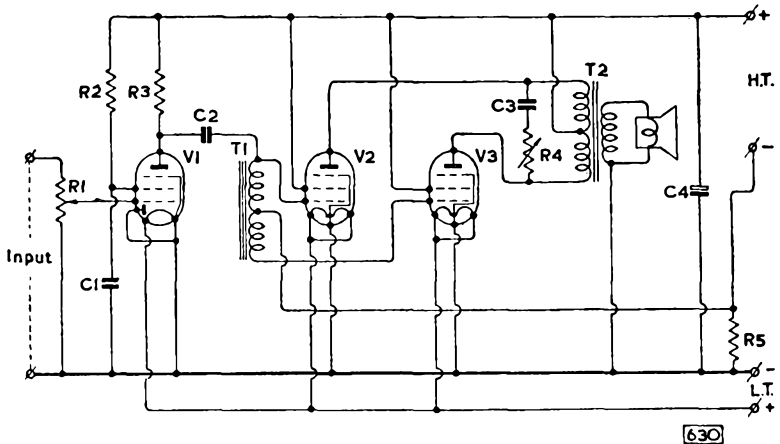 +
R2
R3
T2
H.T.
C2
C3
V1
T1
V2
V3
R4
-
R1
C4
Input
C1
R5
-
L.T.
+
630